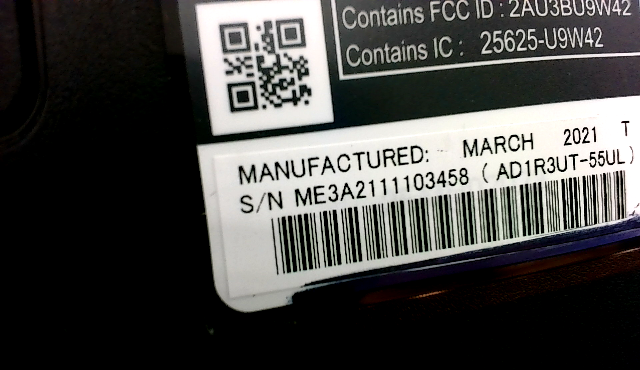 Contains FCC ID : 2AU3BU9W42
Contains IC : 25625-U9W42
MANUFACTURED: MARCH 2021 T
S/N ME3A2111103458 ( AD1R3UT-55UL )